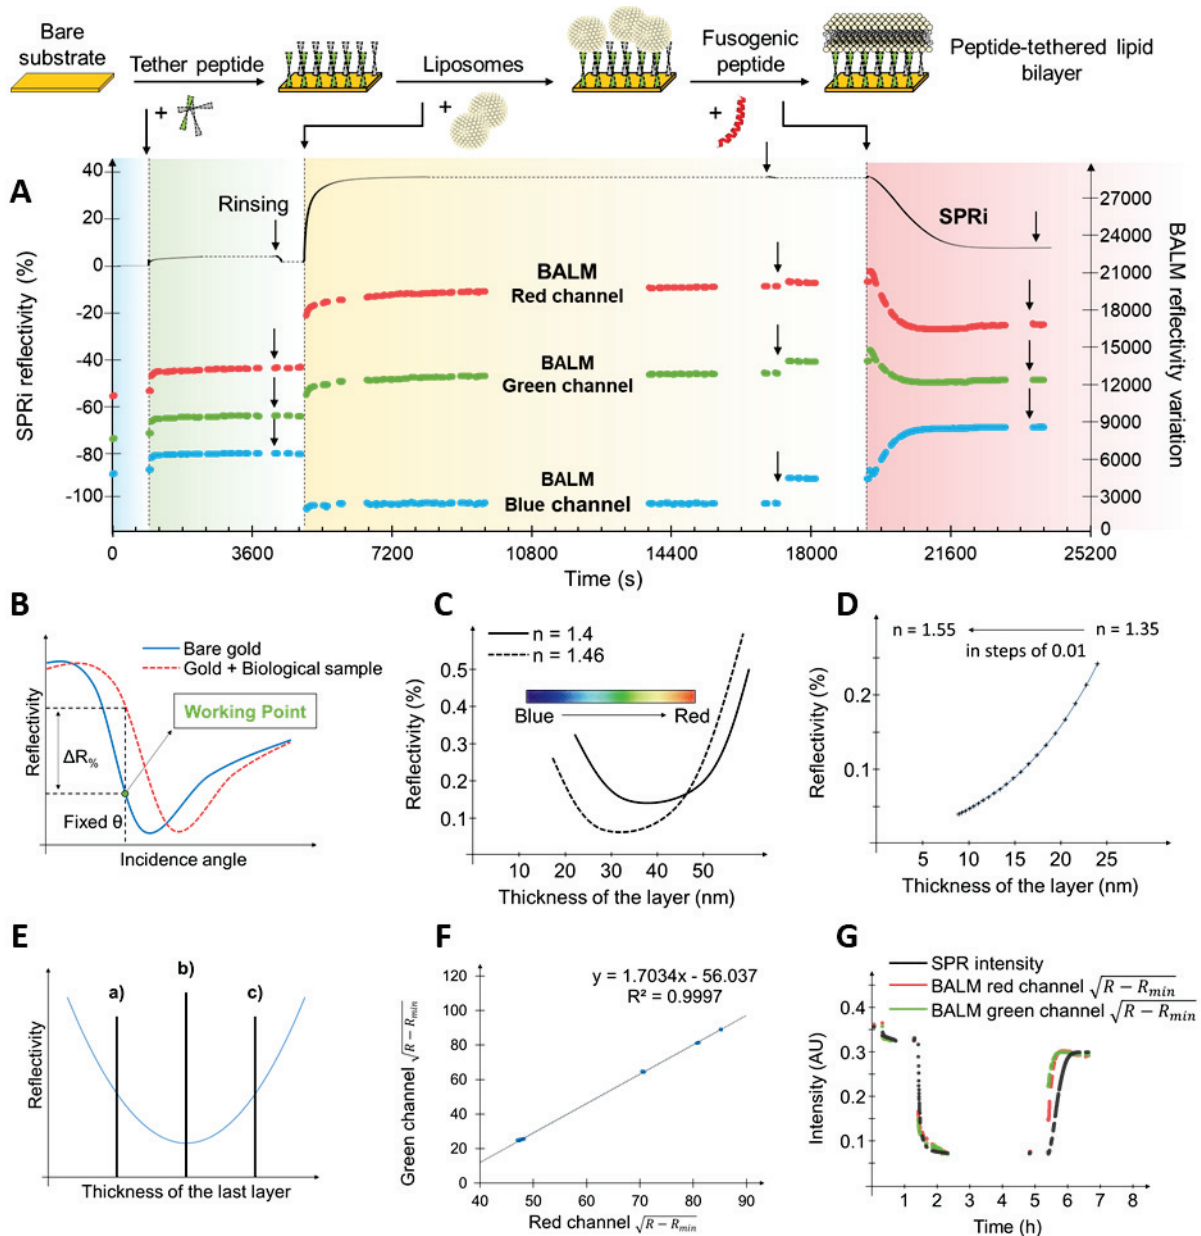 Bare
substrate
Tether peptide
+
Liposomes
+
Fusogenic
peptide
+
Peptide-tethered lipid
bilayer
A
SPRi reflectivity (%)
40
20
0
-20
-40
-60
-80
-100
Rinsing
SPRi
BALM
Red channel
BALM
Green channel
BALM
Blue channel
27000
24000
21000
18000
15000
12000
9000
6000
3000
0
BALM reflectivity variation
0
3600
7200
10800
14400
18000
21600
25200
Time (s)
B
Bare gold
Gold + Biological sample
Working Point
Reflectivity
ΔR%
Fixed θ
Incidence angle
C
n = 1.4
n = 1.46
Blue
Red
Reflectivity (%)
0.5
0.4
0.3
0.2
0.1
10
20
30
40
50
Thickness of the layer (nm)
D
n = 1.55
n = 1.35
in steps of 0.01
Reflectivity (%)
0.2
0.1
5
10
15
20
25
Thickness of the layer (nm)
E
a)
b)
c)
Reflectivity
Thickness of the last layer
F
y = 1.7034x - 56.037
R² = 0.9997
Green channel √(R − Rmin)
120
100
80
60
40
20
0
40
50
60
70
80
90
Red channel √(R − Rmin)
G
SPR intensity
BALM red channel √(R − Rmin)
BALM green channel √(R − Rmin)
Intensity (AU)
0.4
0.3
0.2
0.1
1
2
3
4
5
6
7
8
Time (h)